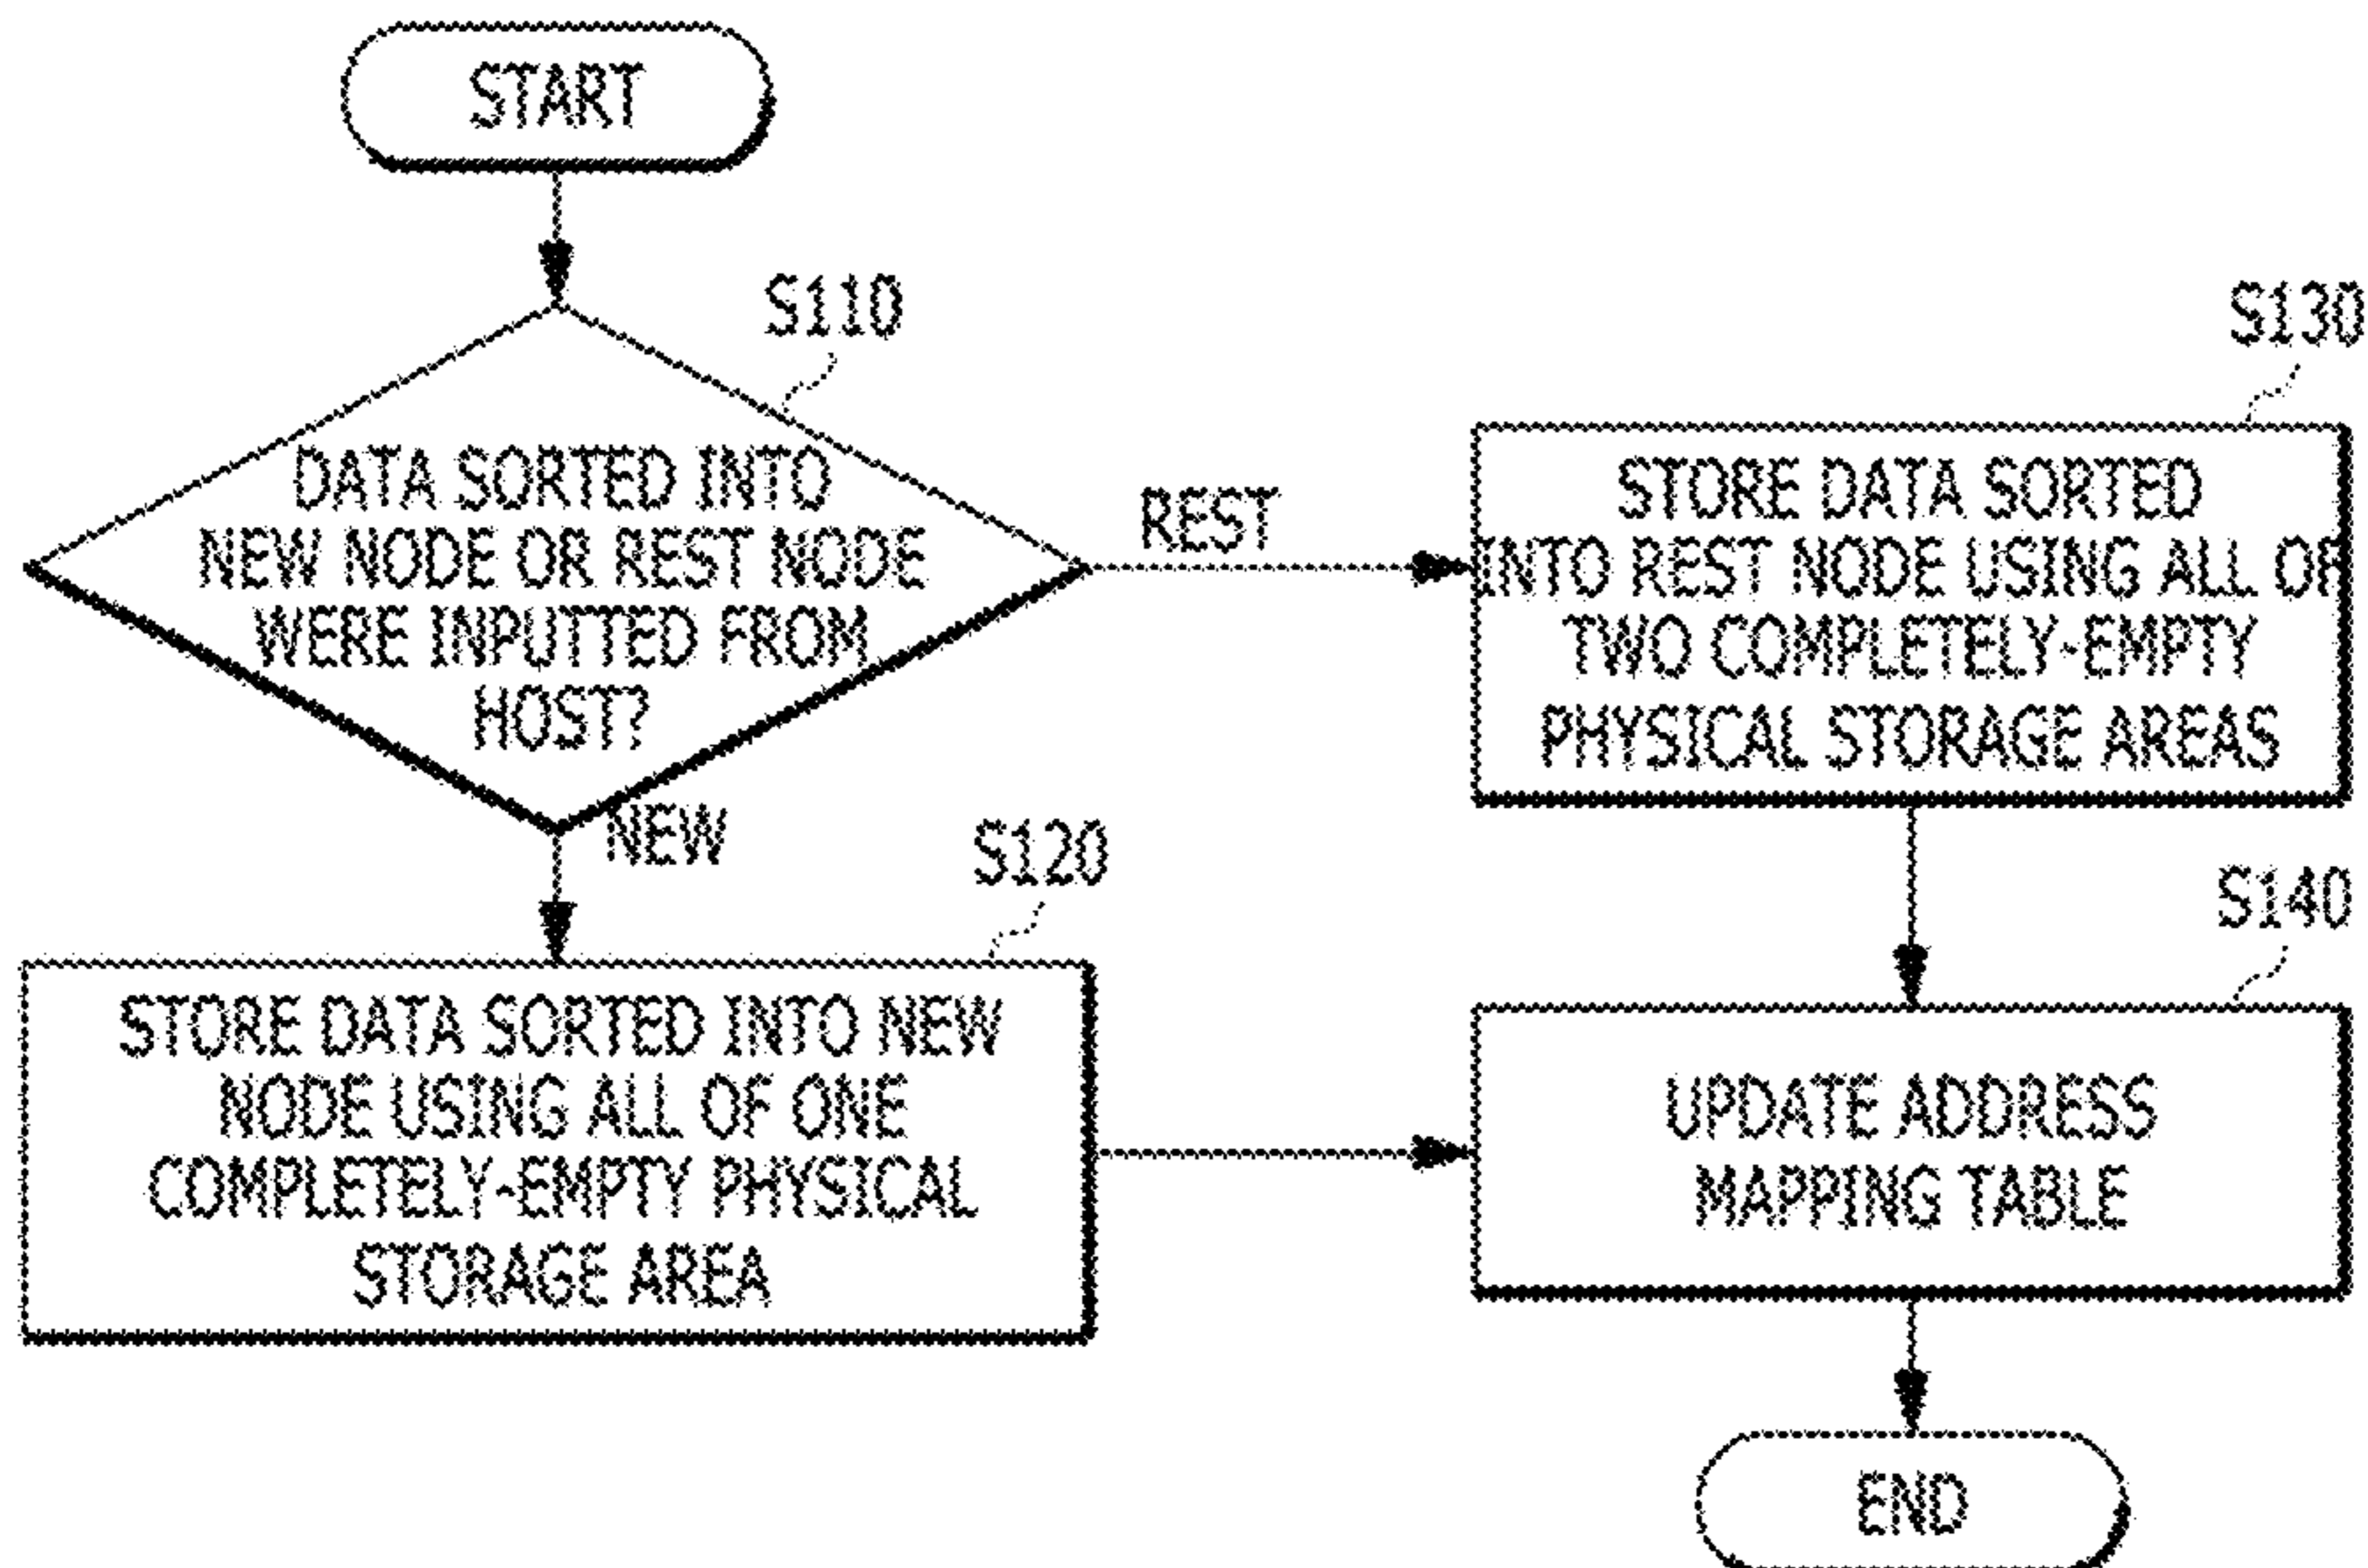 START
S110
DATA SORTED INTO
NEW NODE OR REST NODE
WERE INPUTTED FROM
HOST?
REST
NEW
S130
STORE DATA SORTED
INTO REST NODE USING ALL OF
TWO COMPLETELY-EMPTY
PHYSICAL STORAGE AREAS
S120
STORE DATA SORTED INTO NEW
NODE USING ALL OF ONE
COMPLETELY-EMPTY PHYSICAL
STORAGE AREA
S140
UPDATE ADDRESS
MAPPING TABLE
END